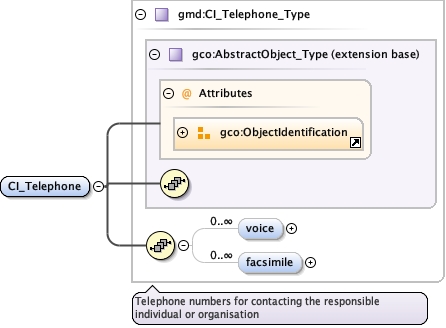 gmd:CI_Telephone_Type
gco:AbstractObject_Type (extension base)
@ Attributes
gco:ObjectIdentification
CI_Telephone
0..∞
voice
0..∞
facsimile
Telephone numbers for contacting the responsible
individual or organisation